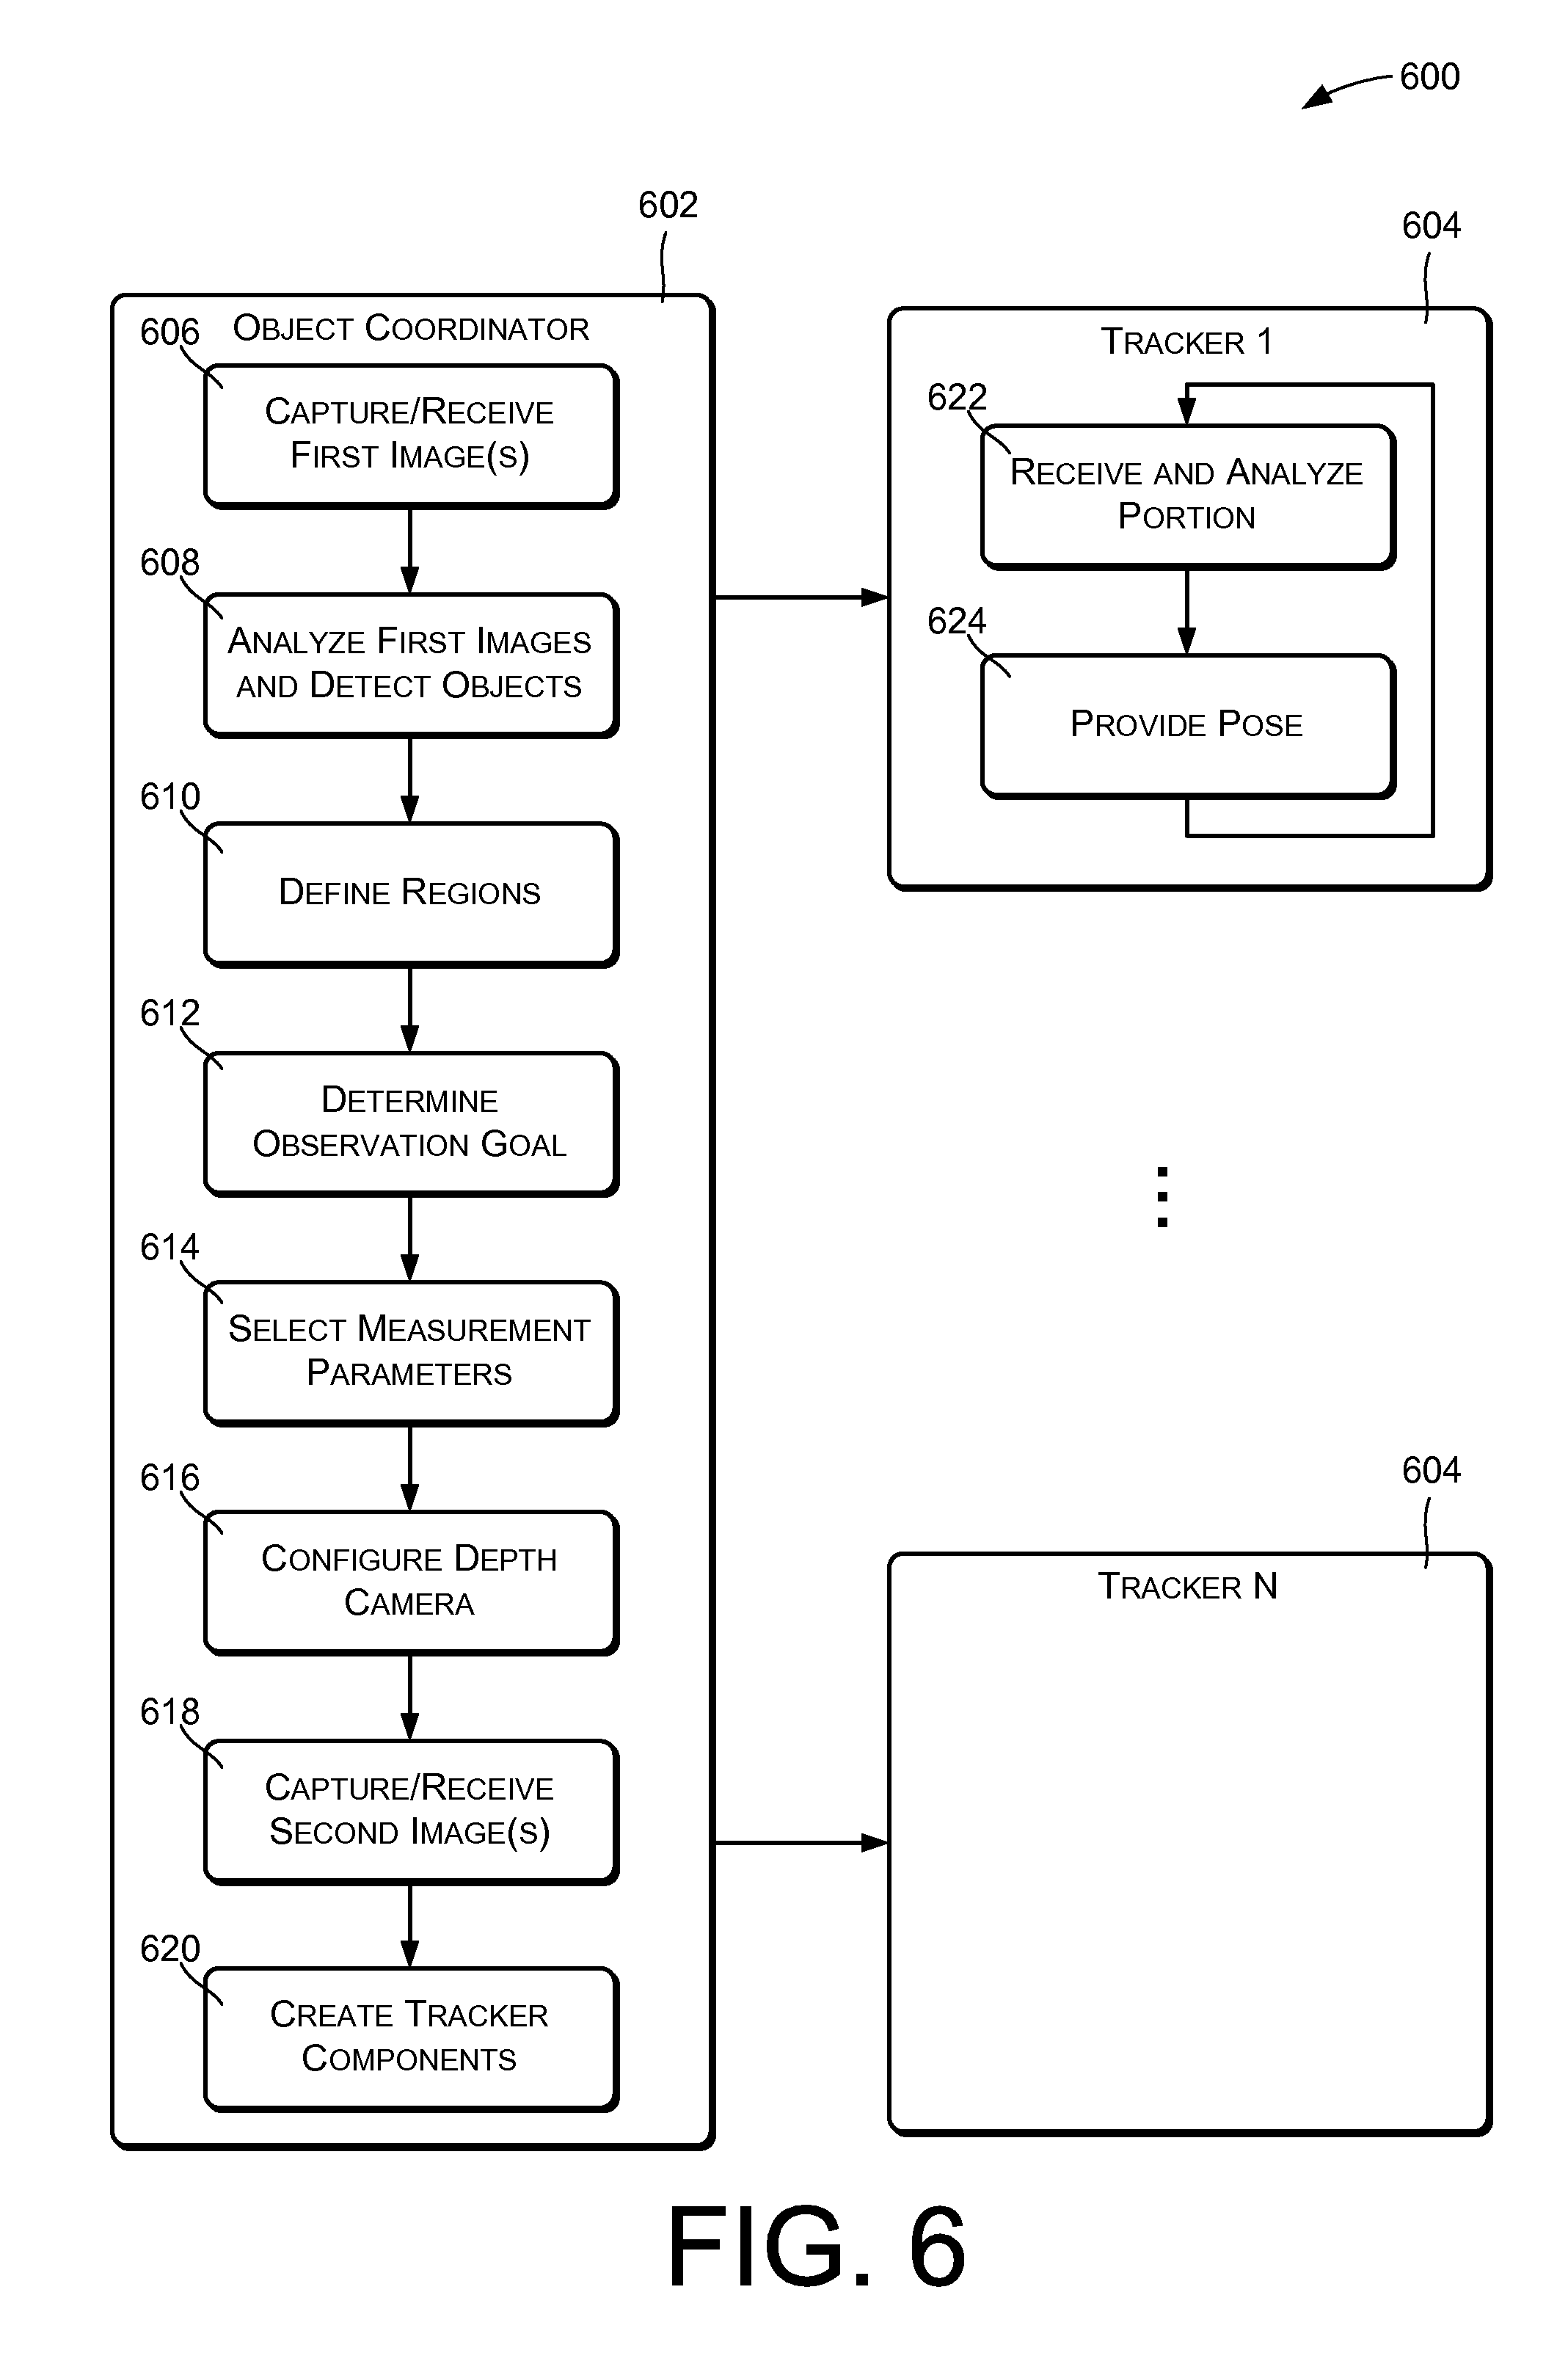 600
602
Object Coordinator
606
Capture/Receive
First Image(s)
608
Analyze First Images
and Detect Objects
610
Define Regions
612
Determine
Observation Goal
614
Select Measurement
Parameters
616
Configure Depth
Camera
618
Capture/Receive
Second Image(s)
620
Create Tracker
Components
604
Tracker 1
622
Receive and Analyze
Portion
624
Provide Pose
604
Tracker N
FIG. 6